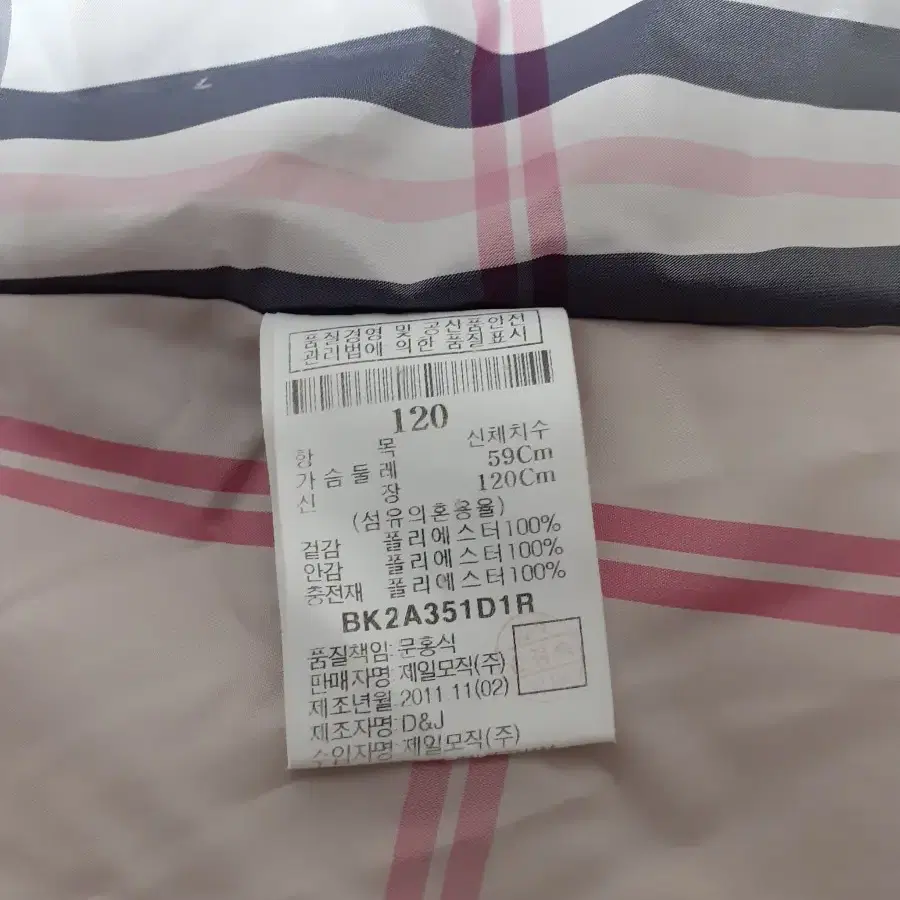 품질경영 및 공산품안전
관리법에 의한 품질표시
120
항 목 신체치수
가슴둘레 59Cm
신 장 120Cm
(섬유의혼용율)
겉감 폴리에스터100%
안감 폴리에스터100%
충전재 폴리에스터100%
BK2A351D1R
품질책임:문홍식
판매자명:제일모직(주)
제조년월:2011.11(02)
제조자명:D&J
수입자명:제일모직(주)